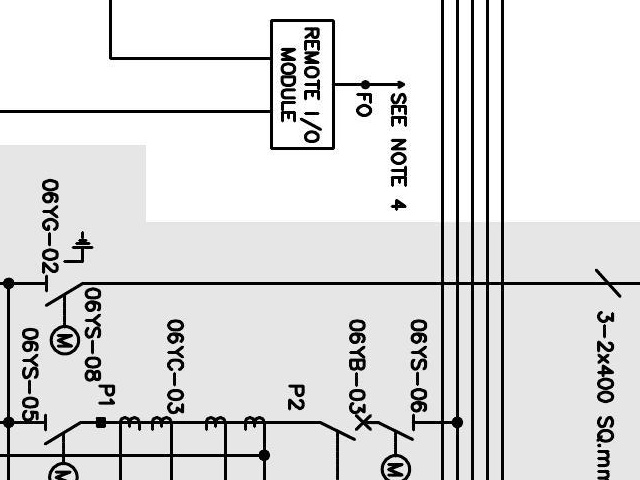 REMOTE I/O
MODULE
FO
SEE NOTE 4
06YG-02
M
06YS-08
06YS-05
P1
06YC-03
P2
06YB-03
06YS-06
M
M
3-2x400 SQ.mm